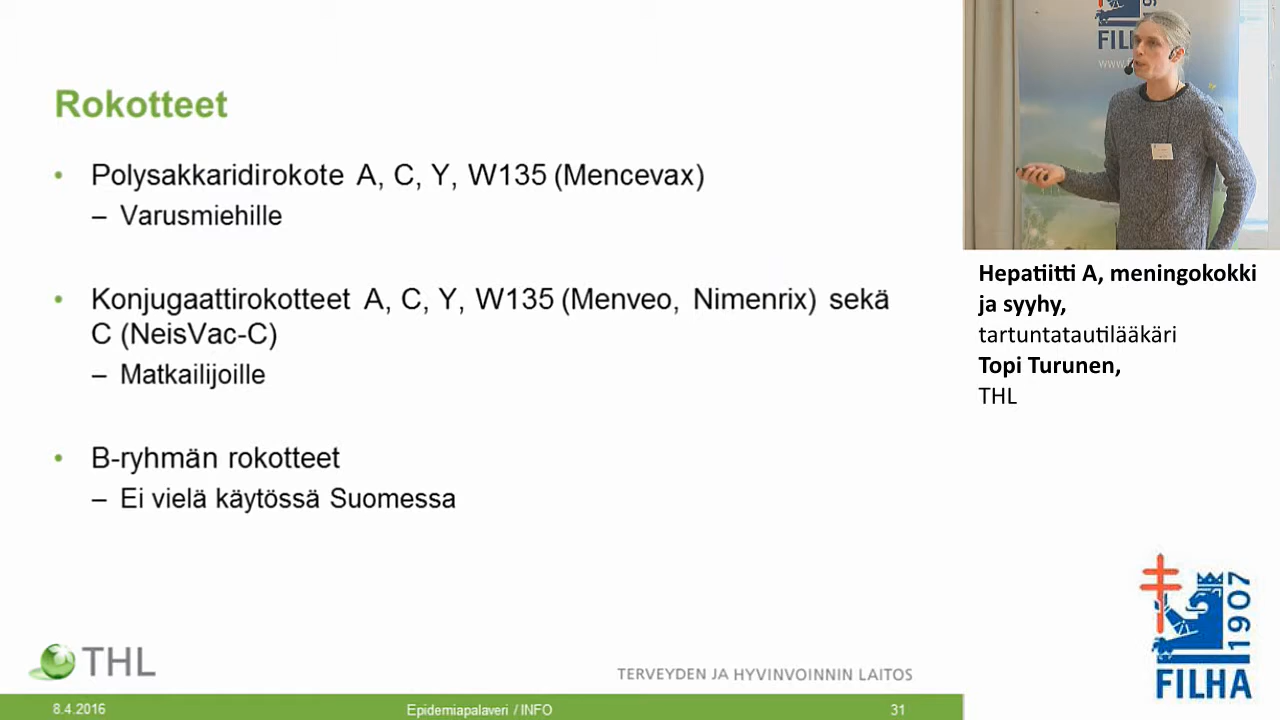 Rokotteet
• Polysakkaridirokote A, C, Y, W135 (Mencevax)
– Varusmiehille
• Konjugaattirokotteet A, C, Y, W135 (Menveo, Nimenrix) sekä
C (NeisVac-C)
– Matkailijoille
• B-ryhmän rokotteet
– Ei vielä käytössä Suomessa
THL
TERVEYDEN JA HYVINVOINNIN LAITOS
8.4.2016
Epidemiapalaveri / INFO
31
Hepatiitti A, meningokokki
ja syyhy,
tartuntatautilääkäri
Topi Turunen,
THL
1907
FILHA